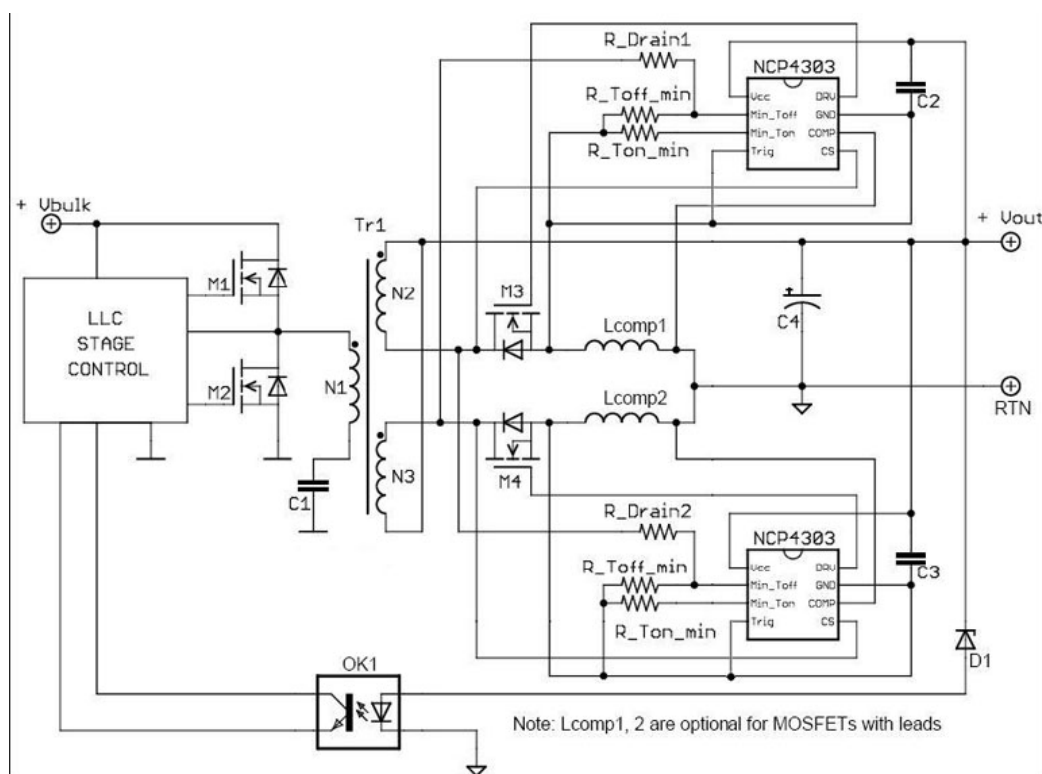 R_Drain1
NCP4303
R_Toff_min
Vcc
DRV
C2
Min_Toff
GND
R_Ton_min
Min_Ton
COMP
Trig
CS
+ Vbulk
Tr1
+ Vout
M1
M3
N2
LLC
STAGE
CONTROL
Lcomp1
C4
M2
N1
Lcomp2
RTN
N3
M4
C1
R_Drain2
NCP4303
R_Toff_min
Vcc
DRV
C3
Min_Toff
GND
Min_Ton
COMP
R_Ton_min
Trig
CS
D1
OK1
Note: Lcomp1, 2 are optional for MOSFETs with leads